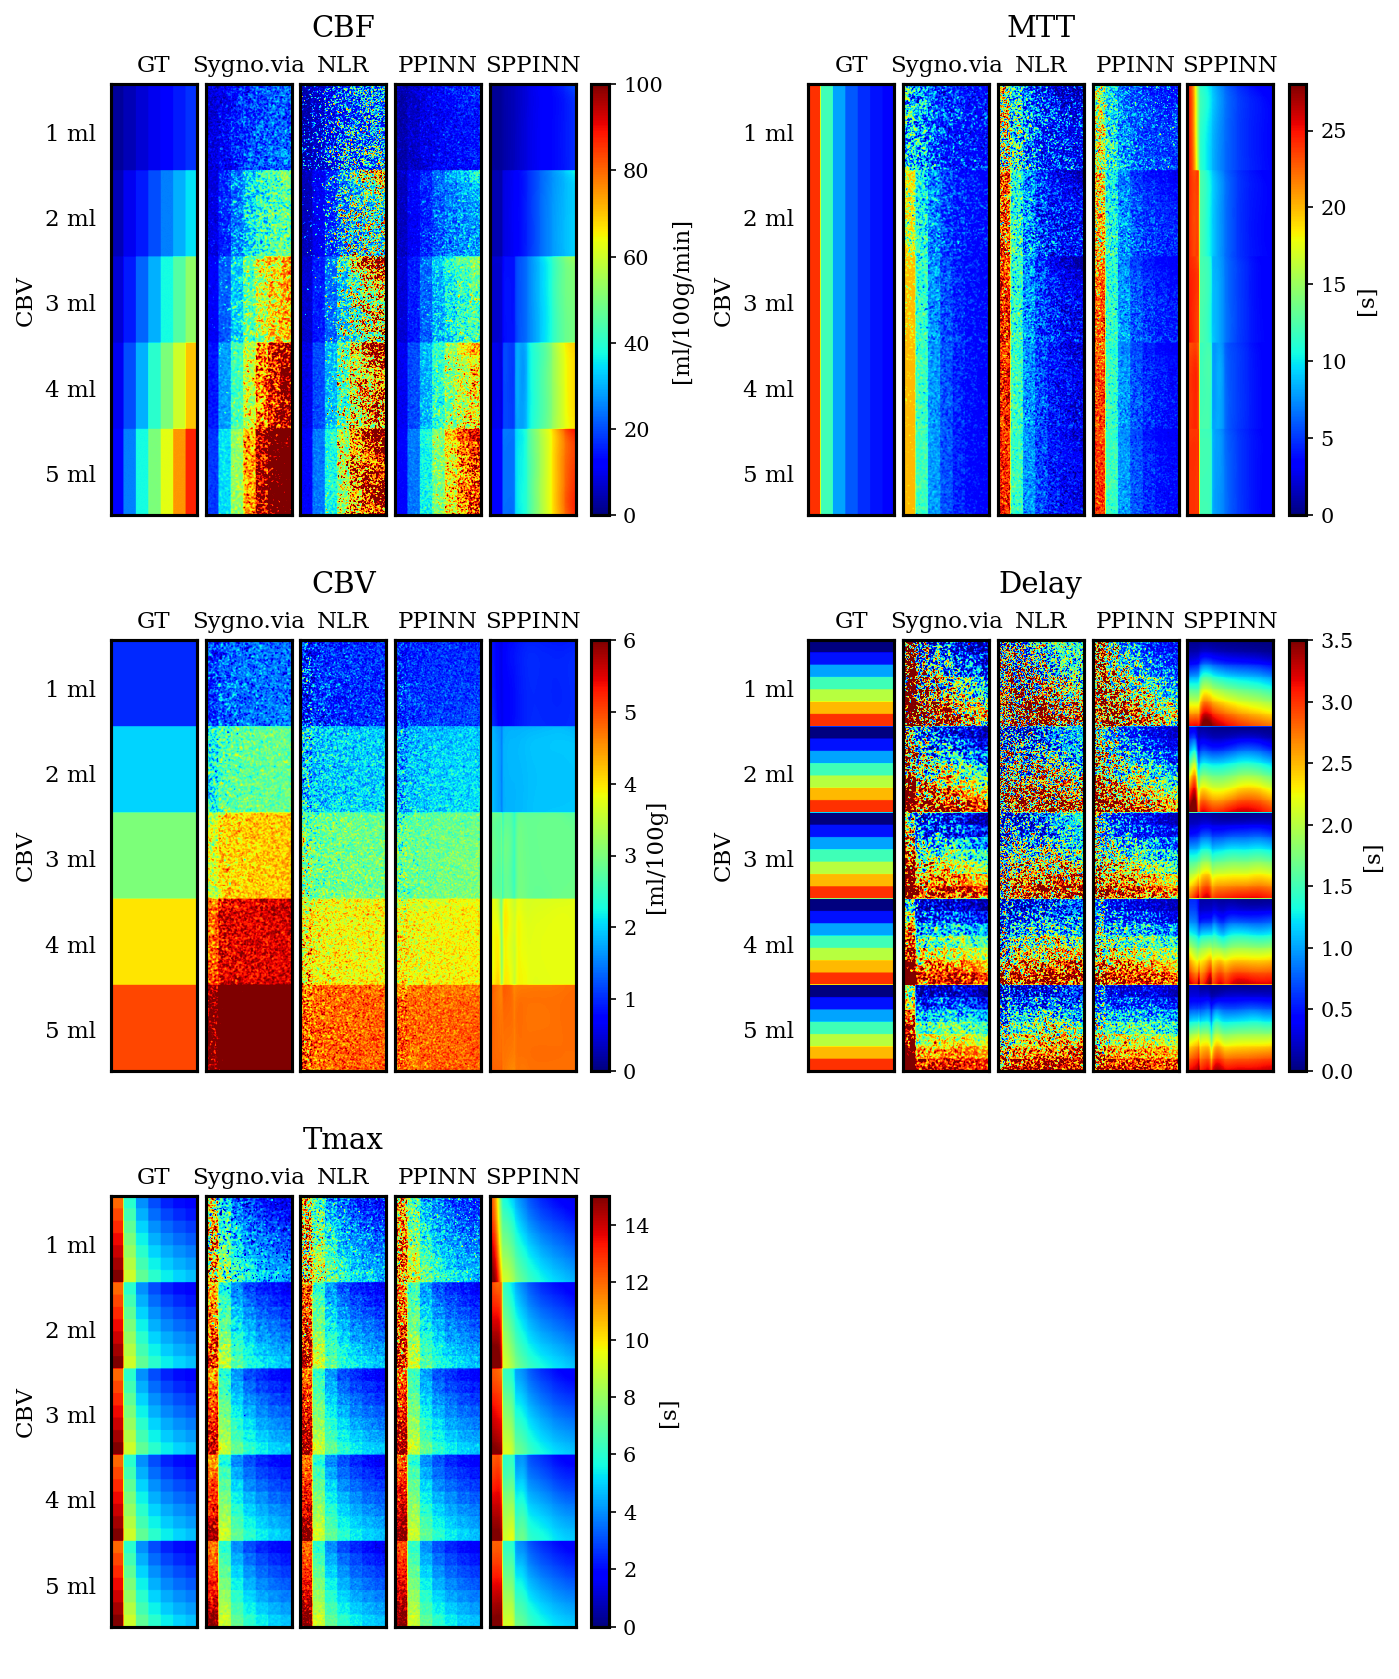 CBF
GT Sygno.via NLR PPINN SPPINN
CBV
1 ml
2 ml
3 ml
4 ml
5 ml
100
80
60
40
20
0
[ml/100g/min]
MTT
GT Sygno.via NLR PPINN SPPINN
CBV
1 ml
2 ml
3 ml
4 ml
5 ml
25
20
15
10
5
0
[s]
CBV
GT Sygno.via NLR PPINN SPPINN
CBV
1 ml
2 ml
3 ml
4 ml
5 ml
6
5
4
3
2
1
0
[ml/100g]
Delay
GT Sygno.via NLR PPINN SPPINN
CBV
1 ml
2 ml
3 ml
4 ml
5 ml
3.5
3.0
2.5
2.0
1.5
1.0
0.5
0.0
[s]
Tmax
GT Sygno.via NLR PPINN SPPINN
CBV
1 ml
2 ml
3 ml
4 ml
5 ml
14
12
10
8
6
4
2
0
[s]